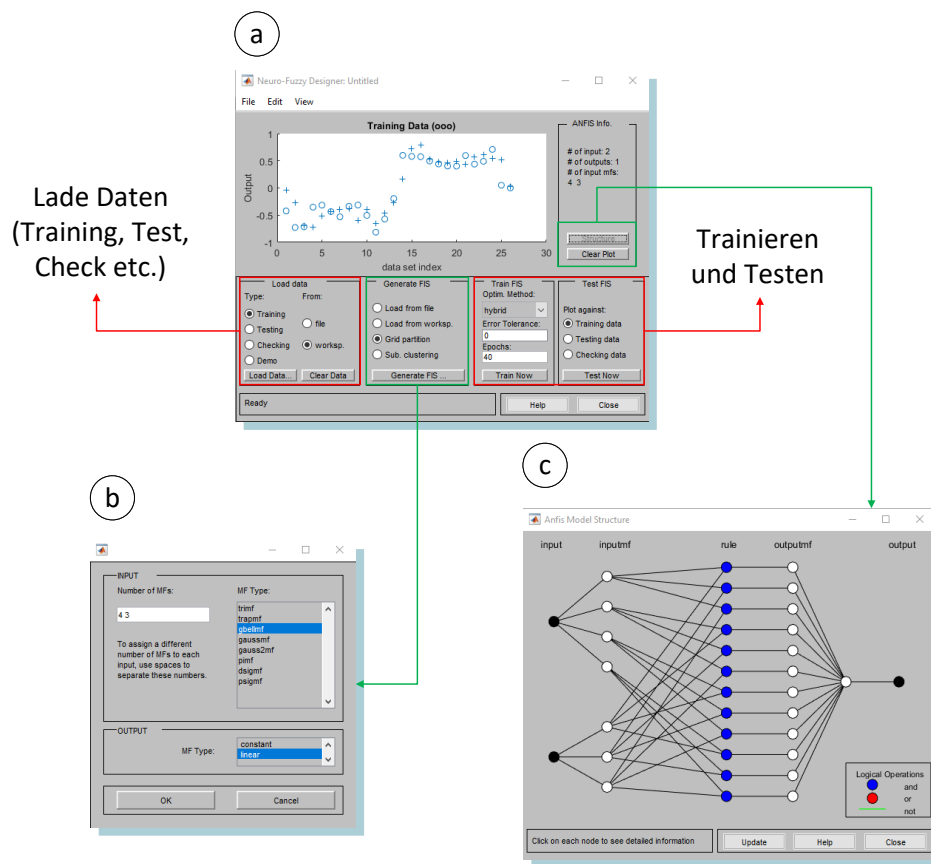 a
Neuro-Fuzzy Designer: Untitled
File Edit View
Training Data (ooo)
Output
1
0.5
0
-0.5
-1
0 5 10 15 20 25 30
data set index
ANFIS Info.
# of input: 2
# of outputs: 1
# of input mfs:
4 3
Structure
Clear Plot
Lade Daten
(Training, Test,
Check etc.)
Trainieren
und Testen
Load data
Type: From:
Training
Testing
Checking
Demo
file
worksp.
Load Data... Clear Data
Generate FIS
Load from file
Load from worksp.
Grid partition
Sub. clustering
Generate FIS ...
Train FIS
Optim. Method:
hybrid
Error Tolerance:
0
Epochs:
40
Train Now
Test FIS
Plot against:
Training data
Testing data
Checking data
Test Now
Ready
Help Close
b
INPUT
Number of MFs:
4 3
To assign a different
number of MFs to each
input, use spaces to
separate these numbers.
MF Type:
trimf
trapmf
gbellmf
gaussmf
gauss2mf
pimf
dsigmf
psigmf
OUTPUT
MF Type:
constant
linear
OK Cancel
c
Anfis Model Structure
input inputmf rule outputmf output
Logical Operations
and
or
not
Click on each node to see detailed information
Update Help Close